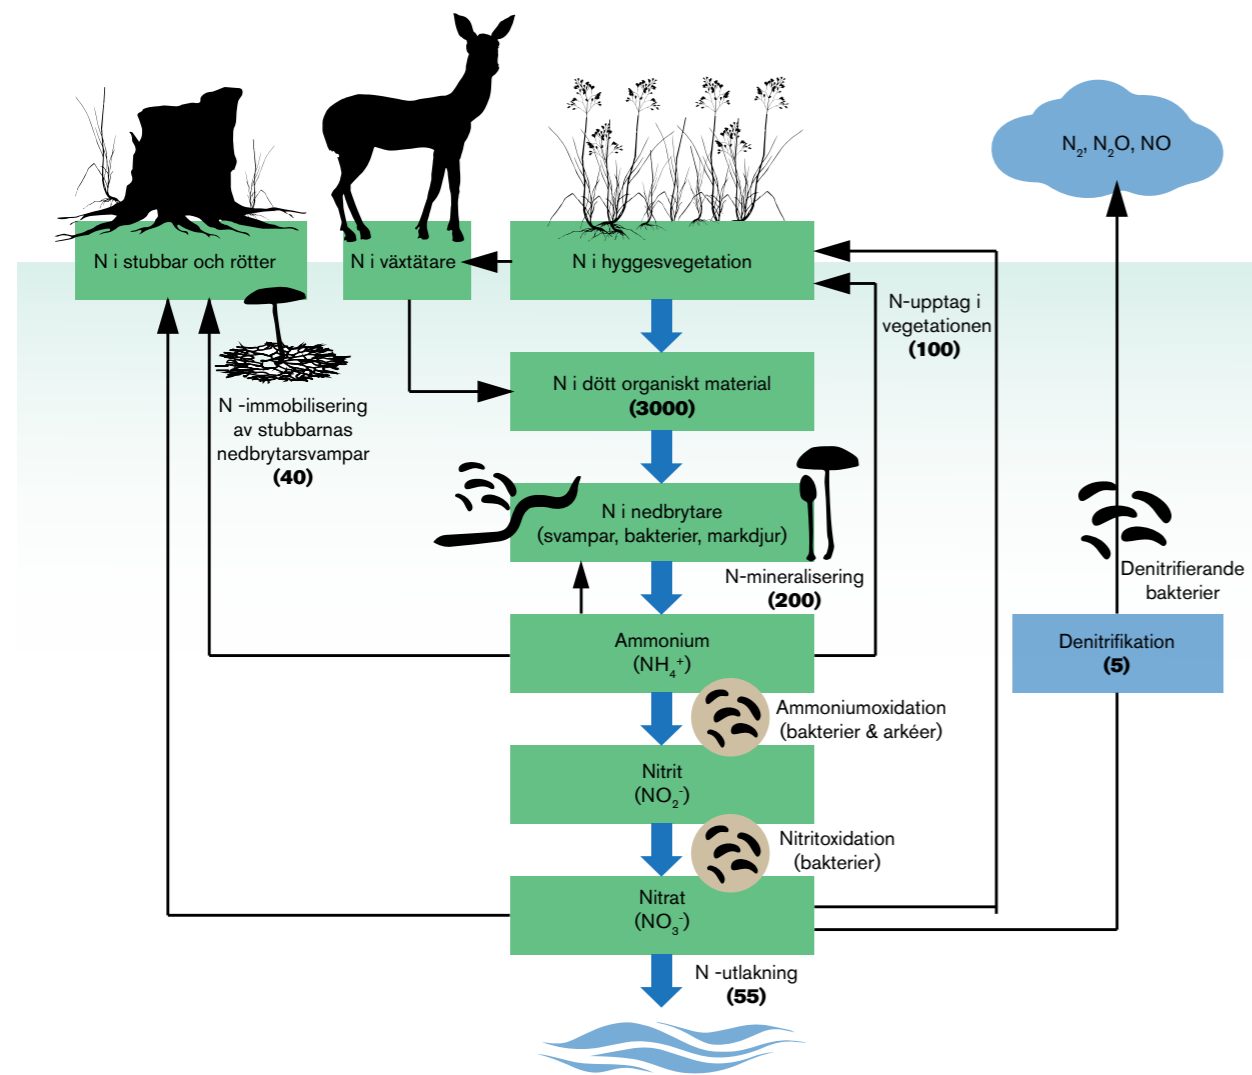 N₂, N₂O, NO
N i stubbar och rötter
N i växtätare
N i hyggesvegetation
N-upptag i
vegetationen
(100)
N i dött organiskt material
(3000)
N -immobilisering
av stubbarnas
nedbrytarsvampar
(40)
N i nedbrytare
(svampar, bakterier, markdjur)
N-mineralisering
(200)
Denitrifierande
bakterier
Ammonium
(NH₄⁺)
Denitrifikation
(5)
Ammoniumoxidation
(bakterier & arkéer)
Nitrit
(NO₂⁻)
Nitritoxidation
(bakterier)
Nitrat
(NO₃⁻)
N -utlakning
(55)